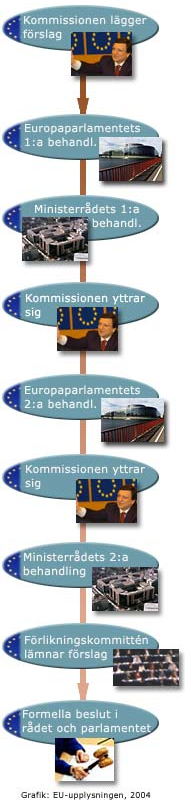 Kommissionen lägger
förslag
Europaparlamentets
1:a behandl.
Ministerrådets 1:a
behandl.
Kommissionen yttrar
sig
Europaparlamentets
2:a behandl.
Kommissionen yttrar
sig
Ministerrådets 2:a
behandling
Förlikningskommittén
lämnar förslag
Formella beslut i
rådet och parlamentet
Grafik: EU-upplysningen, 2004